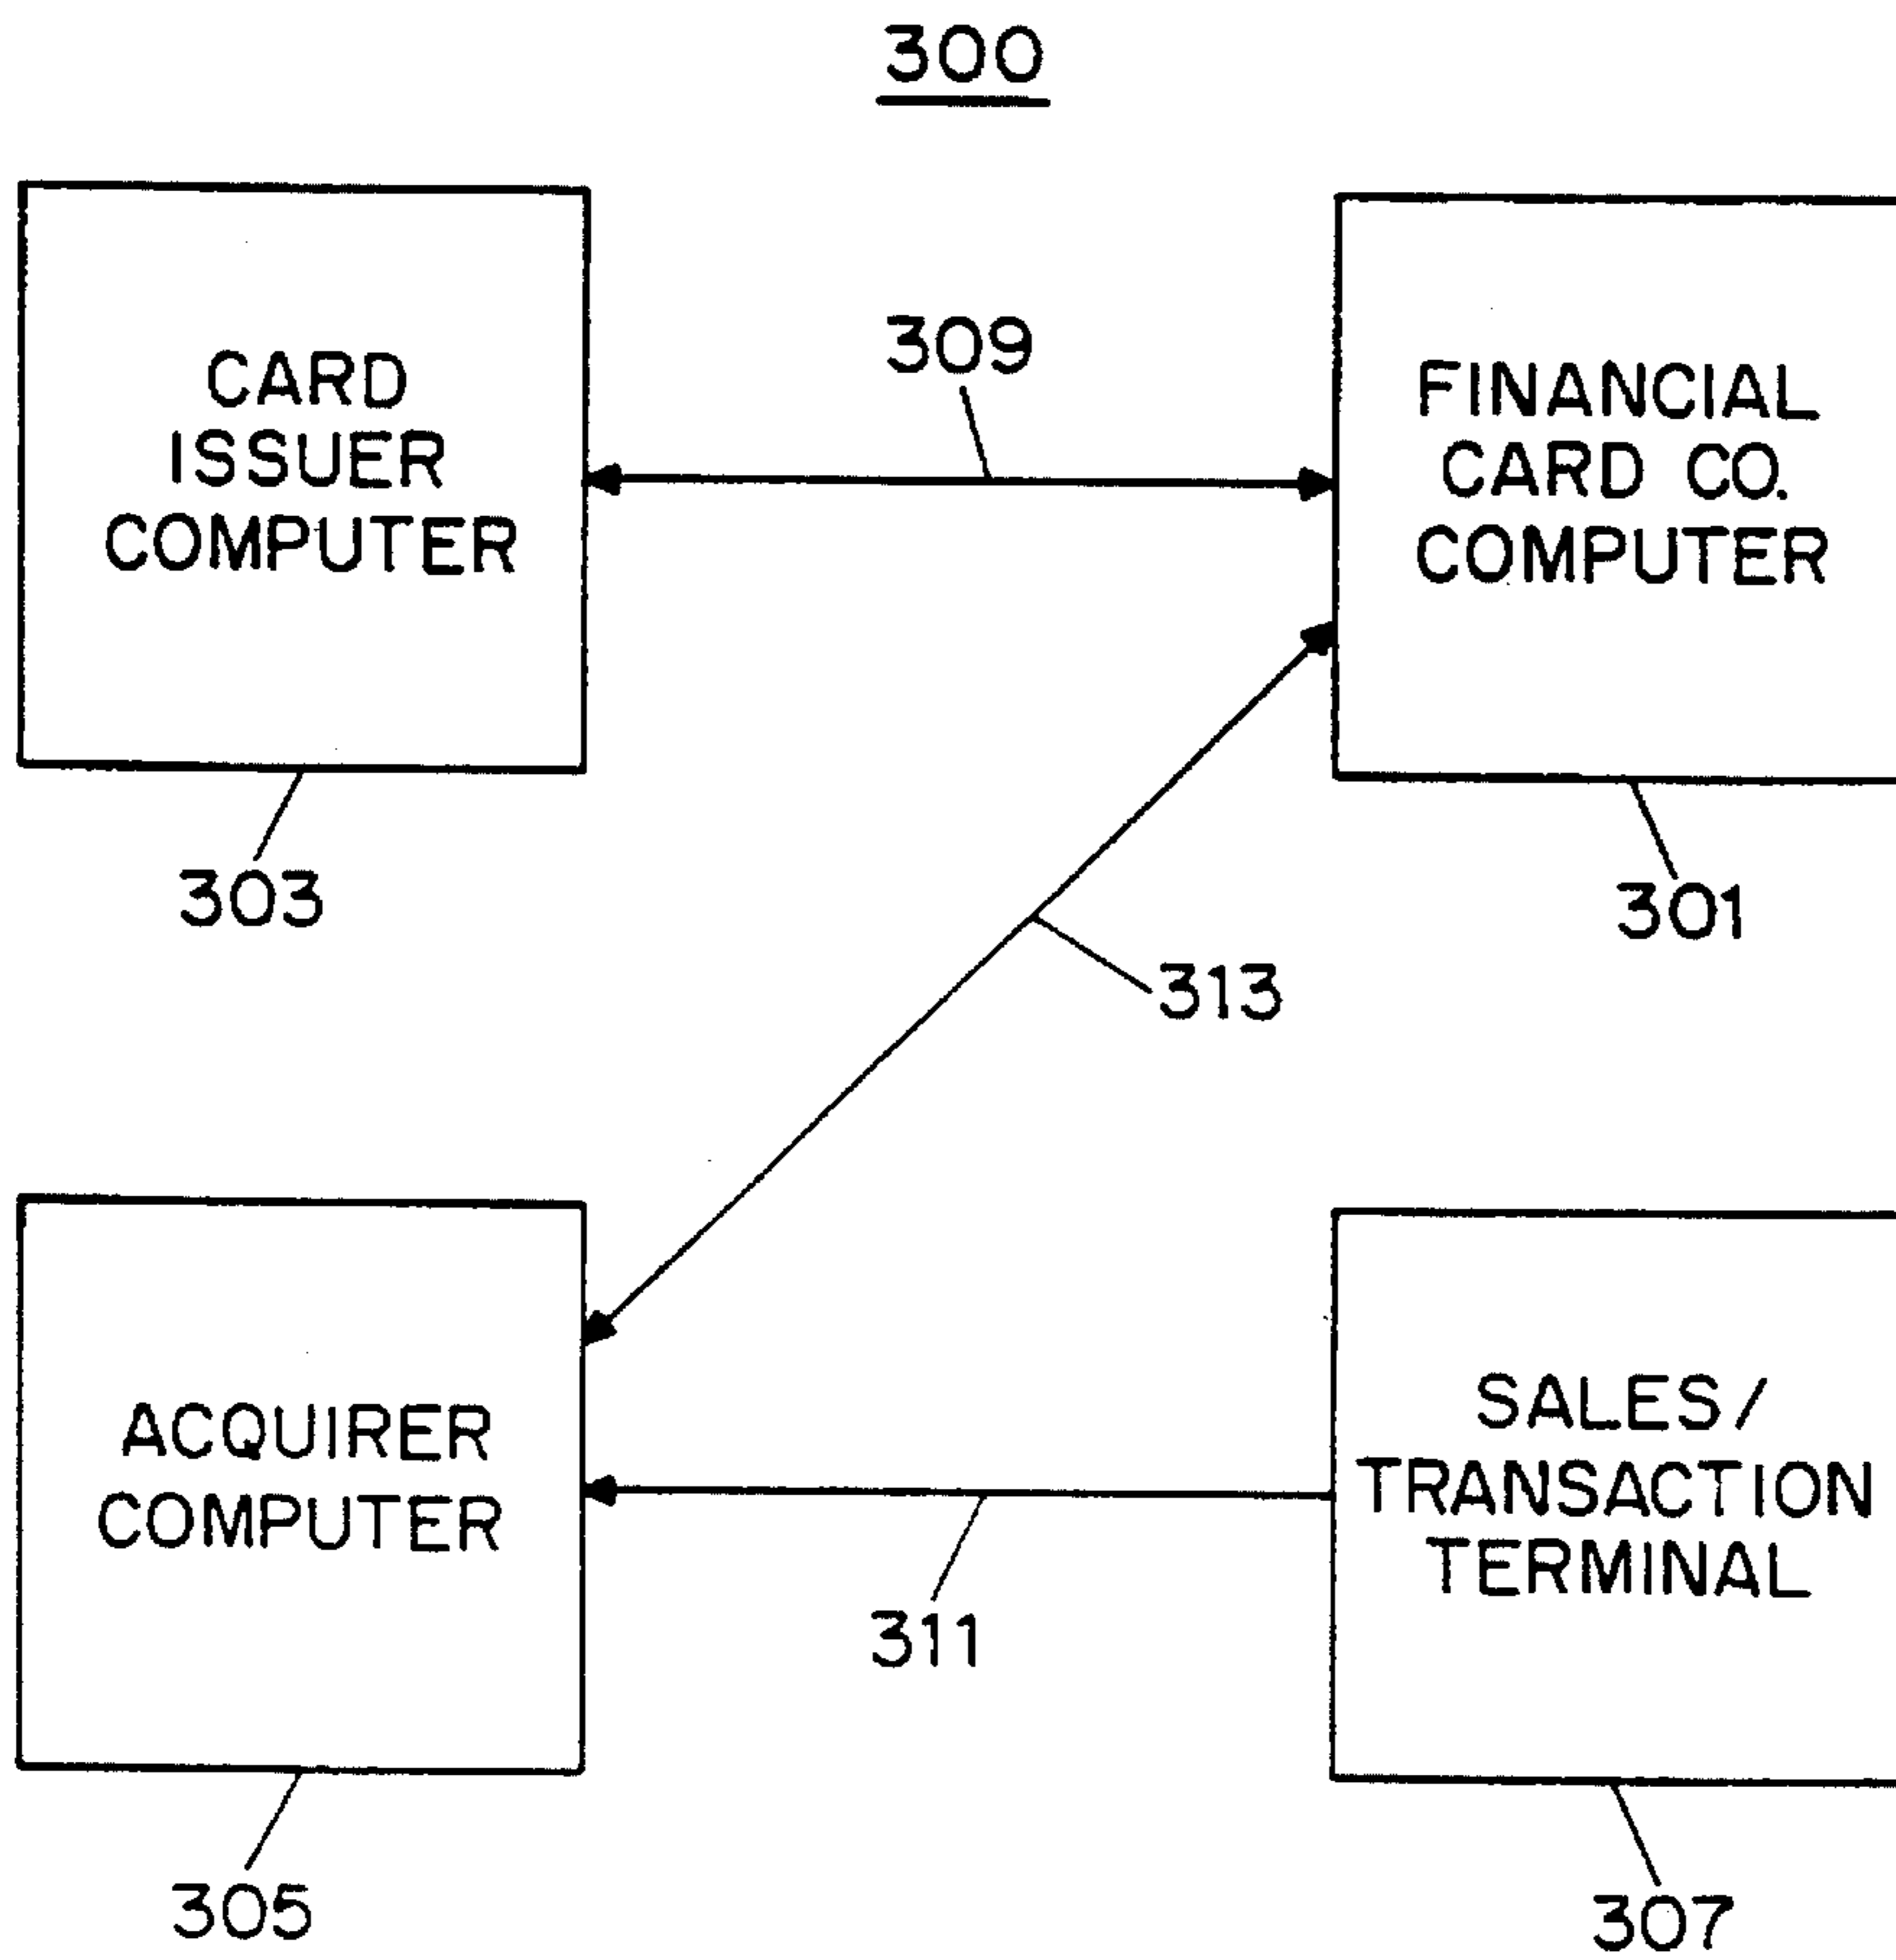 300
CARD
ISSUER
COMPUTER
309
FINANCIAL
CARD CO.
COMPUTER
303
301
313
ACQUIRER
COMPUTER
SALES/
TRANSACTION
TERMINAL
311
305
307